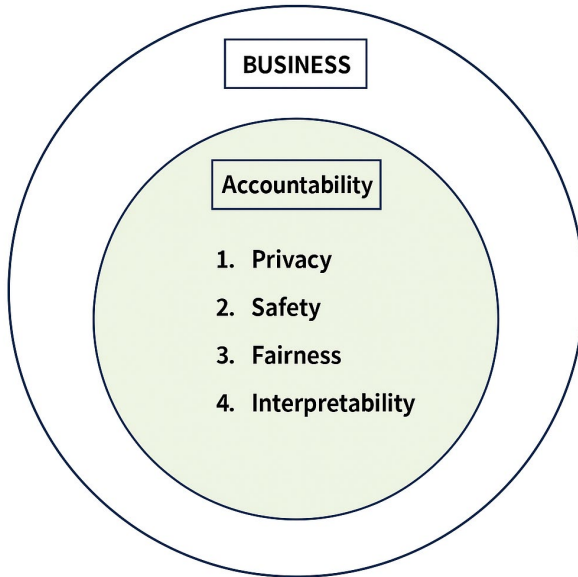 BUSINESS
Accountability
1. Privacy
2. Safety
3. Fairness
4. Interpretability